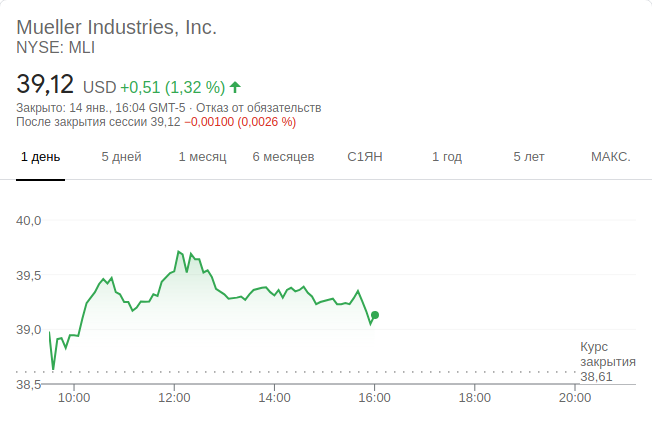 Mueller Industries, Inc.
NYSE: MLI
39,12 USD +0,51 (1,32 %)
Закрыто: 14 янв., 16:04 GMT-5 · Отказ от обязательств
После закрытия сессии 39,12 −0,00100 (0,0026 %)
1 день 5 дней 1 месяц 6 месяцев С1ЯН 1 год 5 лет МАКС.
40,0
39,5
39,0
Курс
закрытия
38,61
38,5
10:00 12:00 14:00 16:00 18:00 20:00